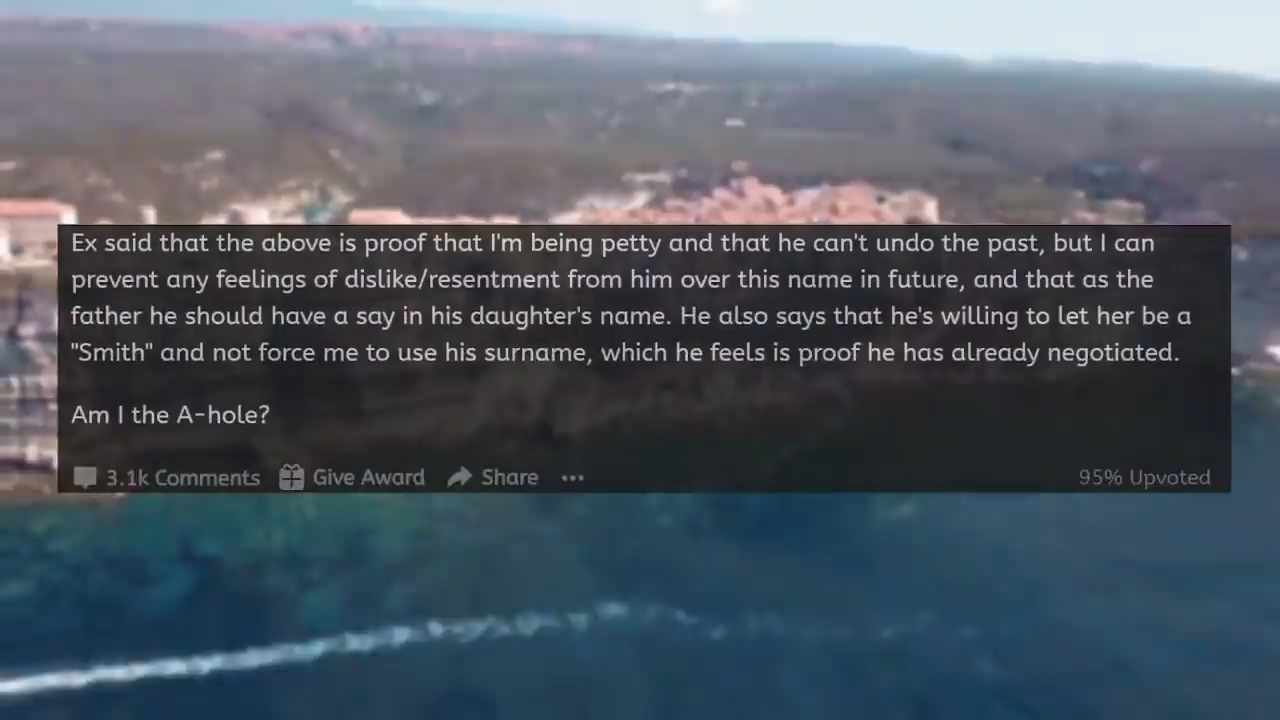 Ex said that the above is proof that I'm being petty and that he can't undo the past, but I can
prevent any feelings of dislike/resentment from him over this name in future, and that as the
father he should have a say in his daughter's name. He also says that he's willing to let her be a
"Smith" and not force me to use his surname, which he feels is proof he has already negotiated.
Am I the A-hole?
3.1k Comments Give Award Share ••• 95% Upvoted